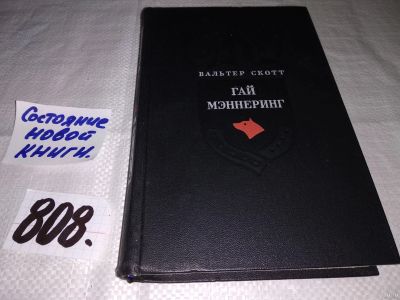 Состояние
новой
книги.
808.
ВАЛЬТЕР СКОТТ
ГАЙ
МЭННЕРИНГ